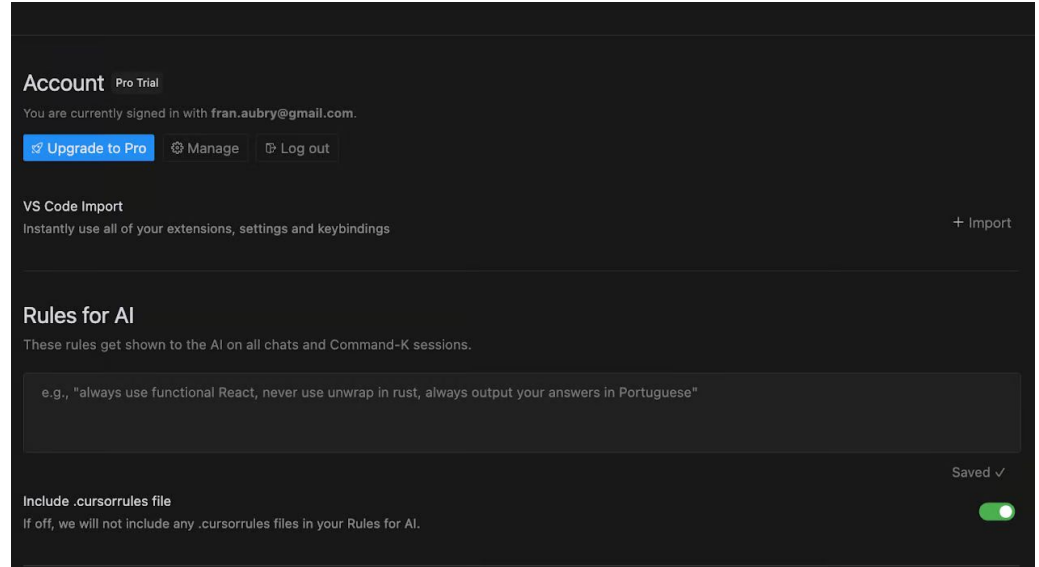 Account Pro Trial
You are currently signed in with fran.aubry@gmail.com.
Upgrade to Pro Manage Log out
VS Code Import
Instantly use all of your extensions, settings and keybindings
+ Import
Rules for AI
These rules get shown to the AI on all chats and Command-K sessions.
e.g., "always use functional React, never use unwrap in rust, always output your answers in Portuguese"
Saved ✓
Include .cursorrules file
If off, we will not include any .cursorrules files in your Rules for AI.